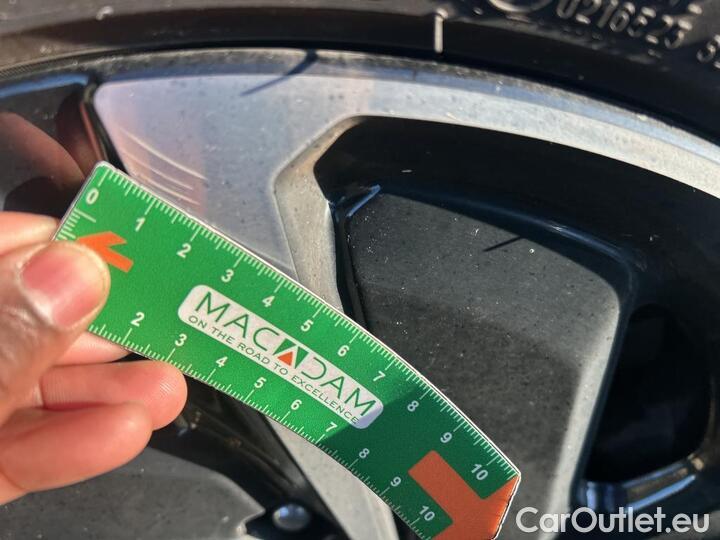 0216523
0 1 2 3 4 5 6 7 8 9 10
MACADAM
ON THE ROAD TO EXCELLENCE
2 3 4 5 6 7 8 9 10
CarOutlet.eu